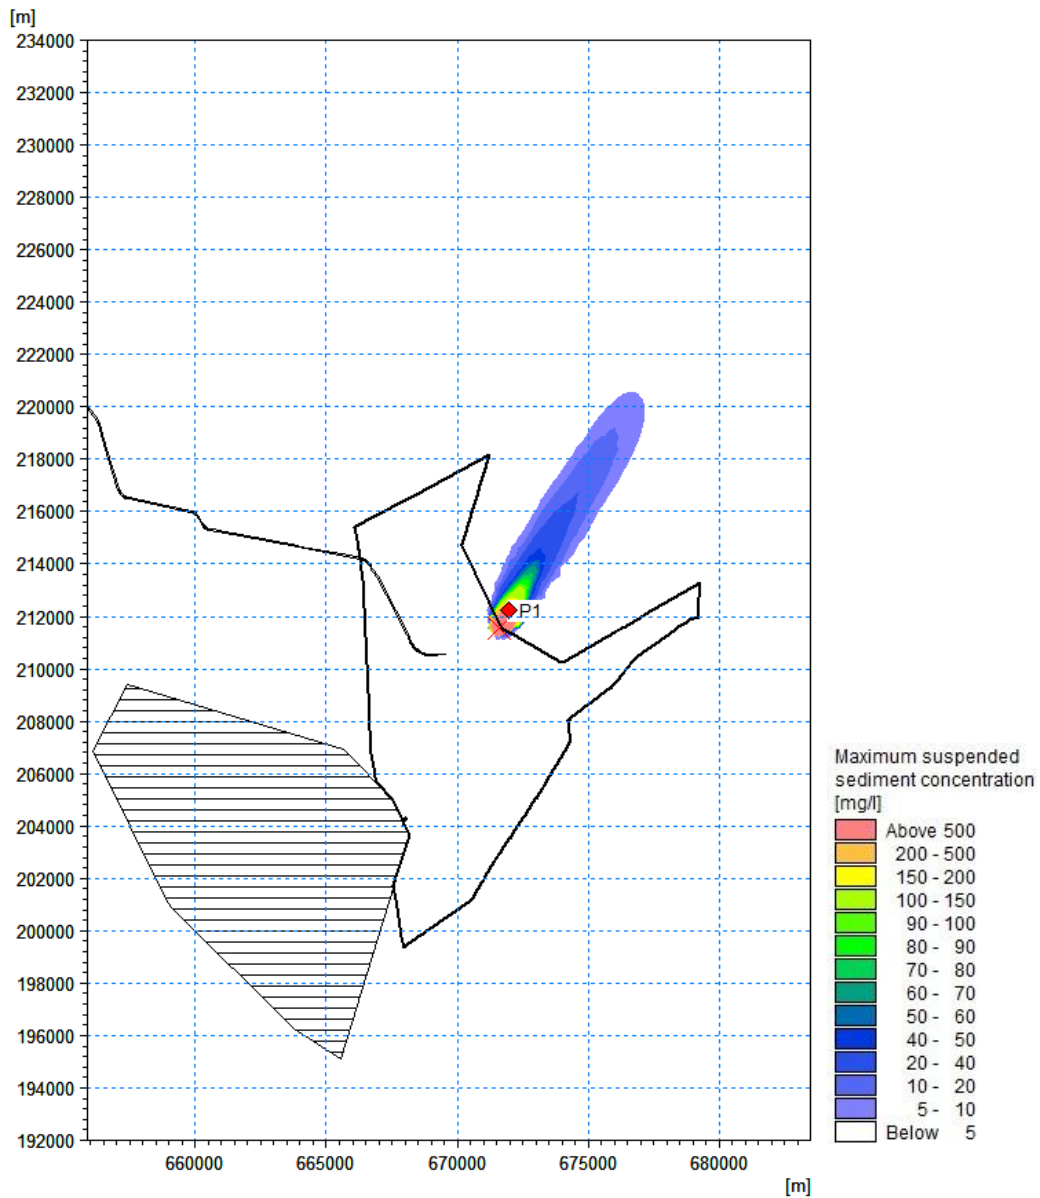 [m]
234000
232000
230000
228000
226000
224000
222000
220000
218000
216000
214000
212000
210000
208000
206000
204000
202000
200000
198000
196000
194000
192000
P1
660000 665000 670000 675000 680000
[m]
Maximum suspended
sediment concentration
[mg/l]
Above 500
200 - 500
150 - 200
100 - 150
90 - 100
80 - 90
70 - 80
60 - 70
50 - 60
40 - 50
20 - 40
10 - 20
5 - 10
Below 5